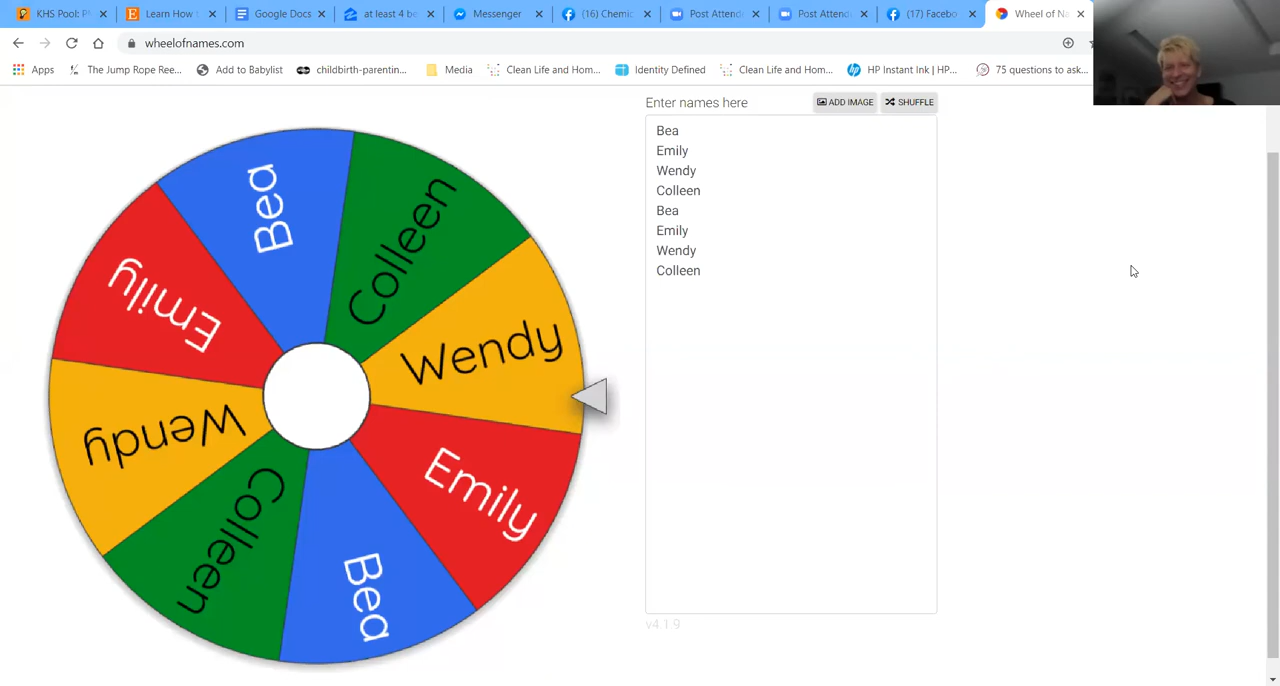 KHS Pool: P
Learn How
Google Docs
at least 4 be
Messenger
(16) Chemic
Post Attend
Post Attend
(17) Facebo
Wheel of Na
wheelofnames.com
Apps
The Jump Rope Ree...
Add to Babylist
childbirth-parentin...
Media
Clean Life and Hom...
Identity Defined
Clean Life and Hom...
HP Instant Ink | HP...
75 questions to ask...
Enter names here
ADD IMAGE
SHUFFLE
Bea
Emily
Wendy
Colleen
Bea
Emily
Wendy
Colleen
v4.1.9
Bea
Colleen
Wendy
Emily
Bea
Colleen
Wendy
Emily